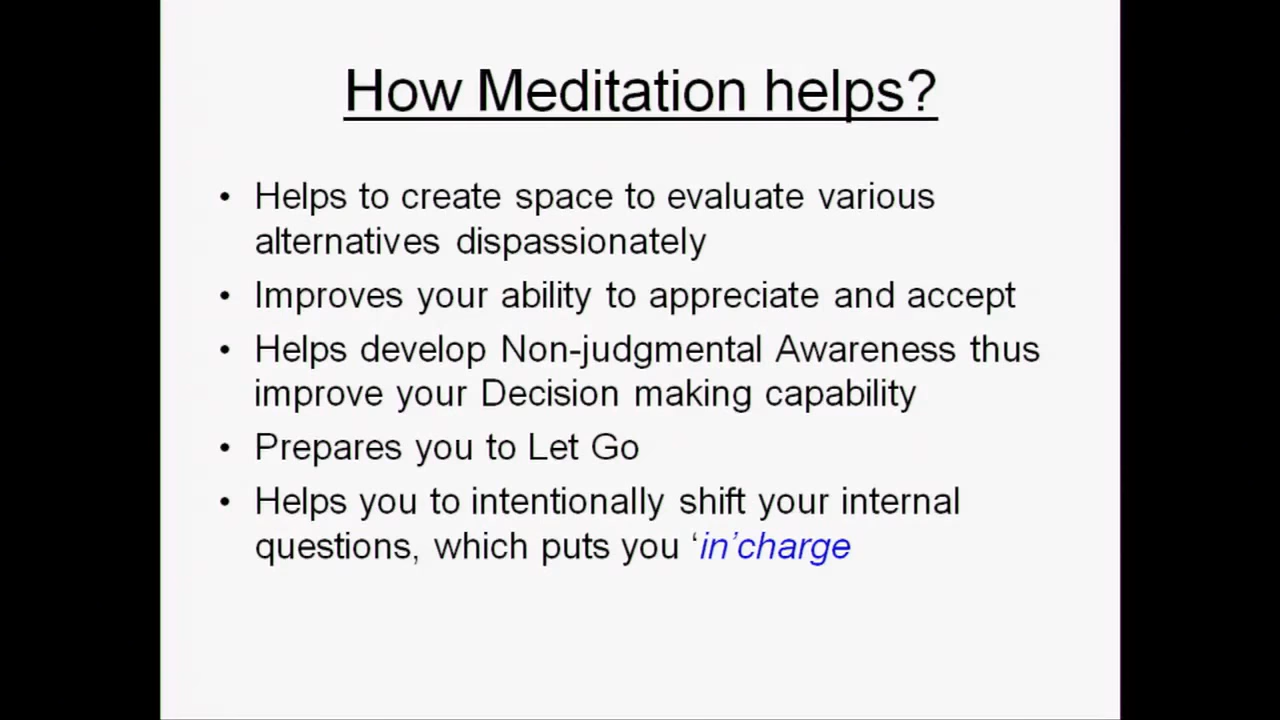 How Meditation helps?
• Helps to create space to evaluate various
alternatives dispassionately
• Improves your ability to appreciate and accept
• Helps develop Non-judgmental Awareness thus
improve your Decision making capability
• Prepares you to Let Go
• Helps you to intentionally shift your internal
questions, which puts you ‘in’charge